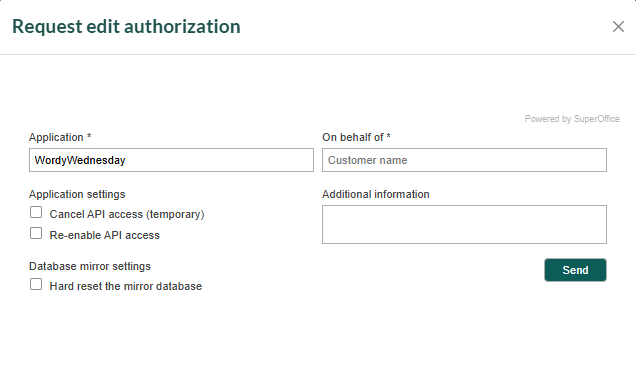 Request edit authorization
Powered by SuperOffice
Application *
On behalf of *
WordyWednesday
Customer name
Application settings
Additional information
Cancel API access (temporary)
Re-enable API access
Database mirror settings
Send
Hard reset the mirror database